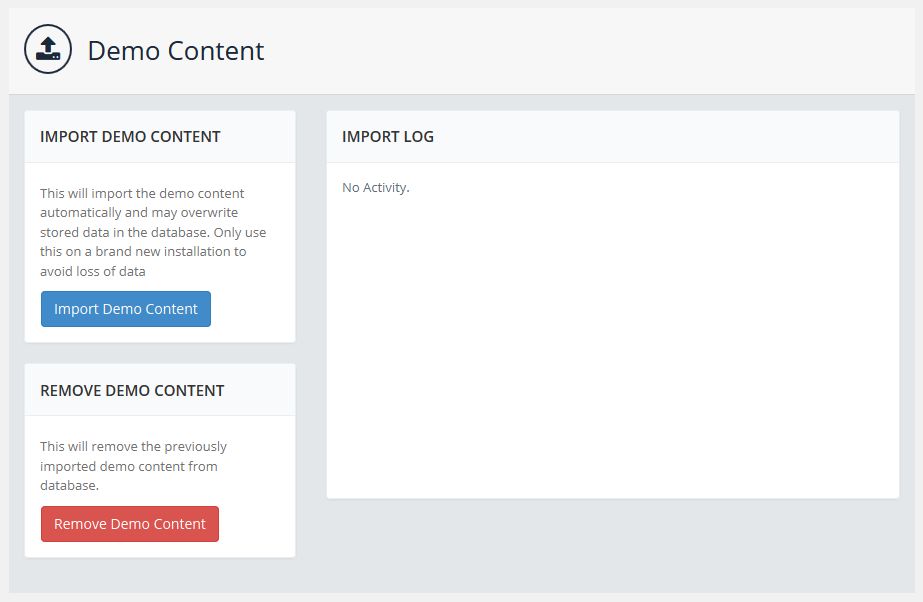 Demo Content
IMPORT DEMO CONTENT
This will import the demo content
automatically and may overwrite
stored data in the database. Only use
this on a brand new installation to
avoid loss of data
Import Demo Content
REMOVE DEMO CONTENT
This will remove the previously
imported demo content from
database.
Remove Demo Content
IMPORT LOG
No Activity.